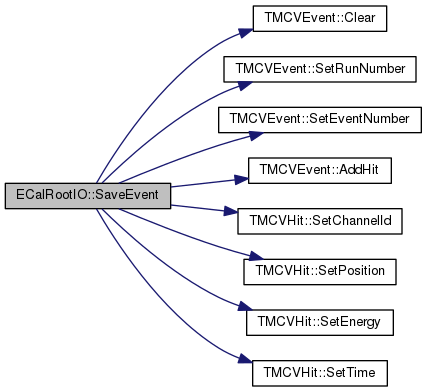 TMCVEvent::Clear
TMCVEvent::SetRunNumber
TMCVEvent::SetEventNumber
ECalRootIO::SaveEvent
TMCVEvent::AddHit
TMCVHit::SetChannelId
TMCVHit::SetPosition
TMCVHit::SetEnergy
TMCVHit::SetTime